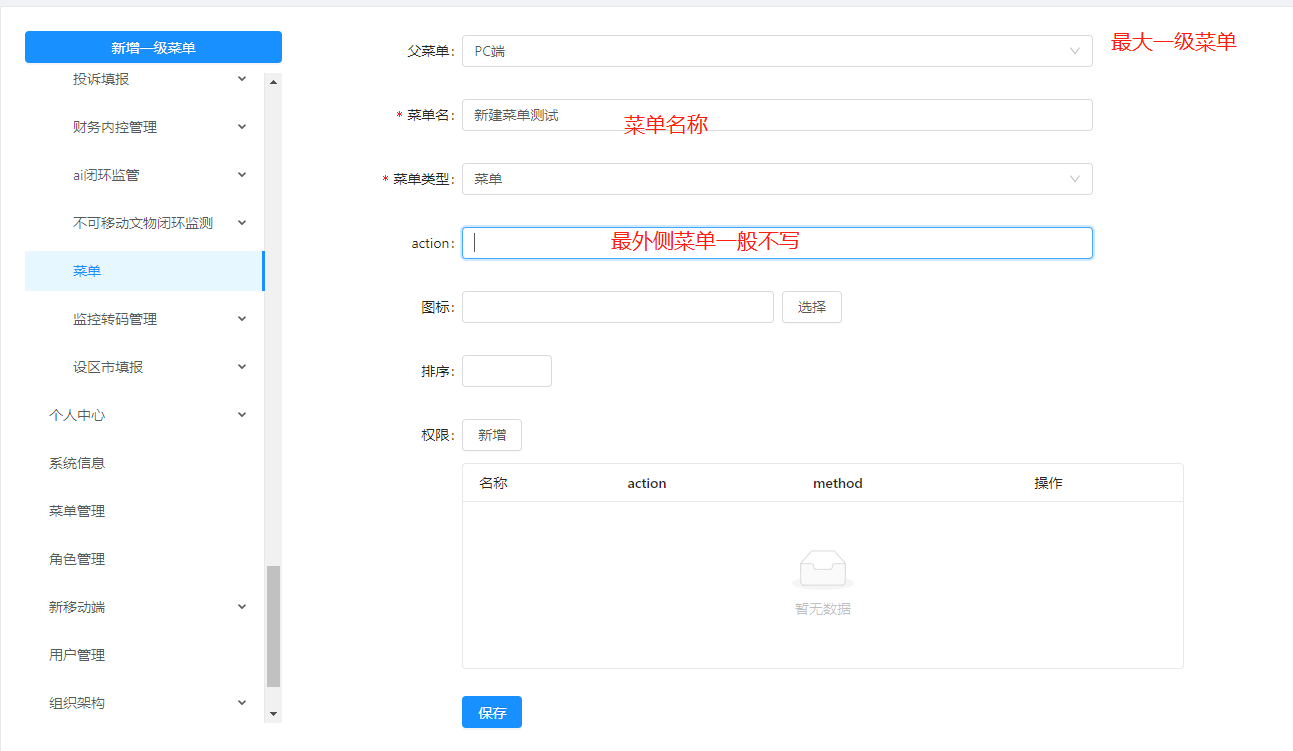 新增一级菜单
投诉填报
财务内控管理
ai闭环监管
不可移动文物闭环监测
菜单
监控转码管理
设区市填报
个人中心
系统信息
菜单管理
角色管理
新移动端
用户管理
组织架构
父菜单: PC端 最大一级菜单
* 菜单名: 新建菜单测试 菜单名称
* 菜单类型: 菜单
action: 最外侧菜单一般不写
图标: 选择
排序:
权限: 新增
名称 action method 操作
暂无数据
保存